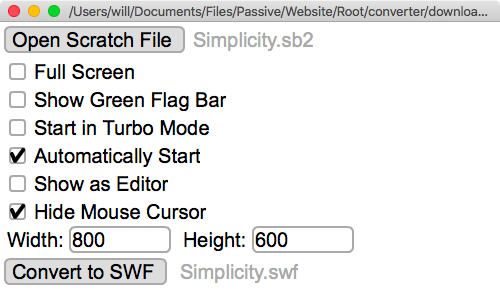 /Users/will/Documents/Files/Passive/Website/Root/converter/downloa...
Open Scratch File Simplicity.sb2
Full Screen
Show Green Flag Bar
Start in Turbo Mode
Automatically Start
Show as Editor
Hide Mouse Cursor
Width: 800 Height: 600
Convert to SWF Simplicity.swf